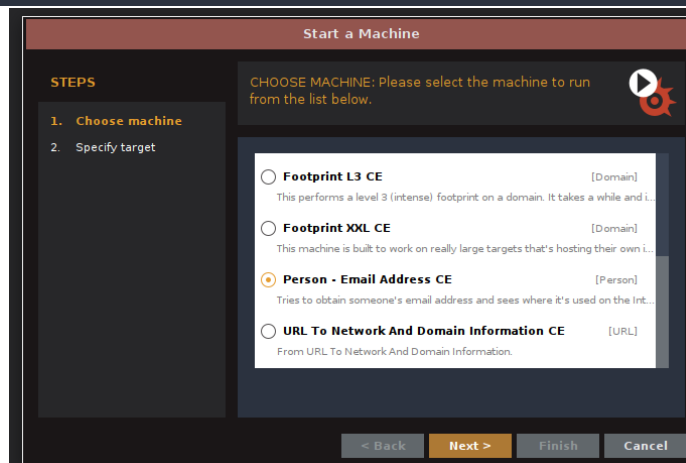 Start a Machine
STEPS
1. Choose machine
2. Specify target
CHOOSE MACHINE: Please select the machine to run
from the list below.
Footprint L3 CE [Domain]
This performs a level 3 (intense) footprint on a domain. It takes a while and i...
Footprint XXL CE [Domain]
This machine is built to work on really large targets that's hosting their own i...
Person - Email Address CE [Person]
Tries to obtain someone's email address and sees where it's used on the Int...
URL To Network And Domain Information CE [URL]
From URL To Network And Domain Information.
< Back Next > Finish Cancel